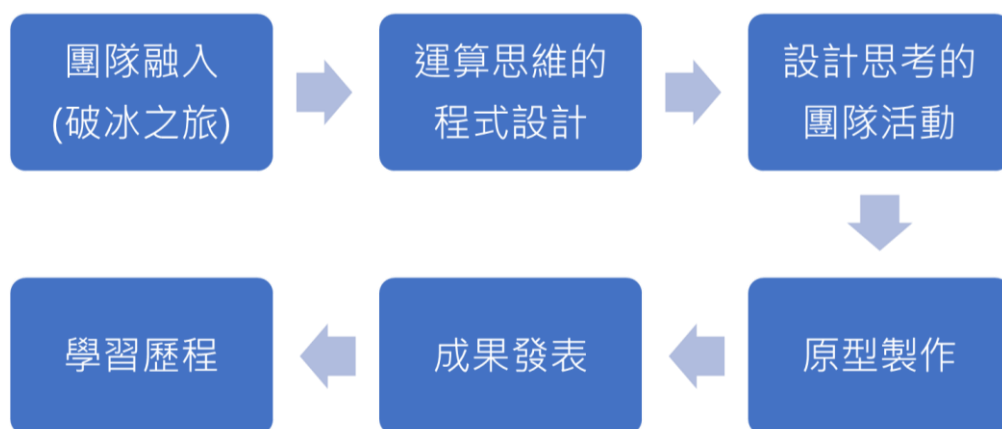 團隊融入
(破冰之旅)
運算思維的
程式設計
設計思考的
團隊活動
原型製作
成果發表
學習歷程